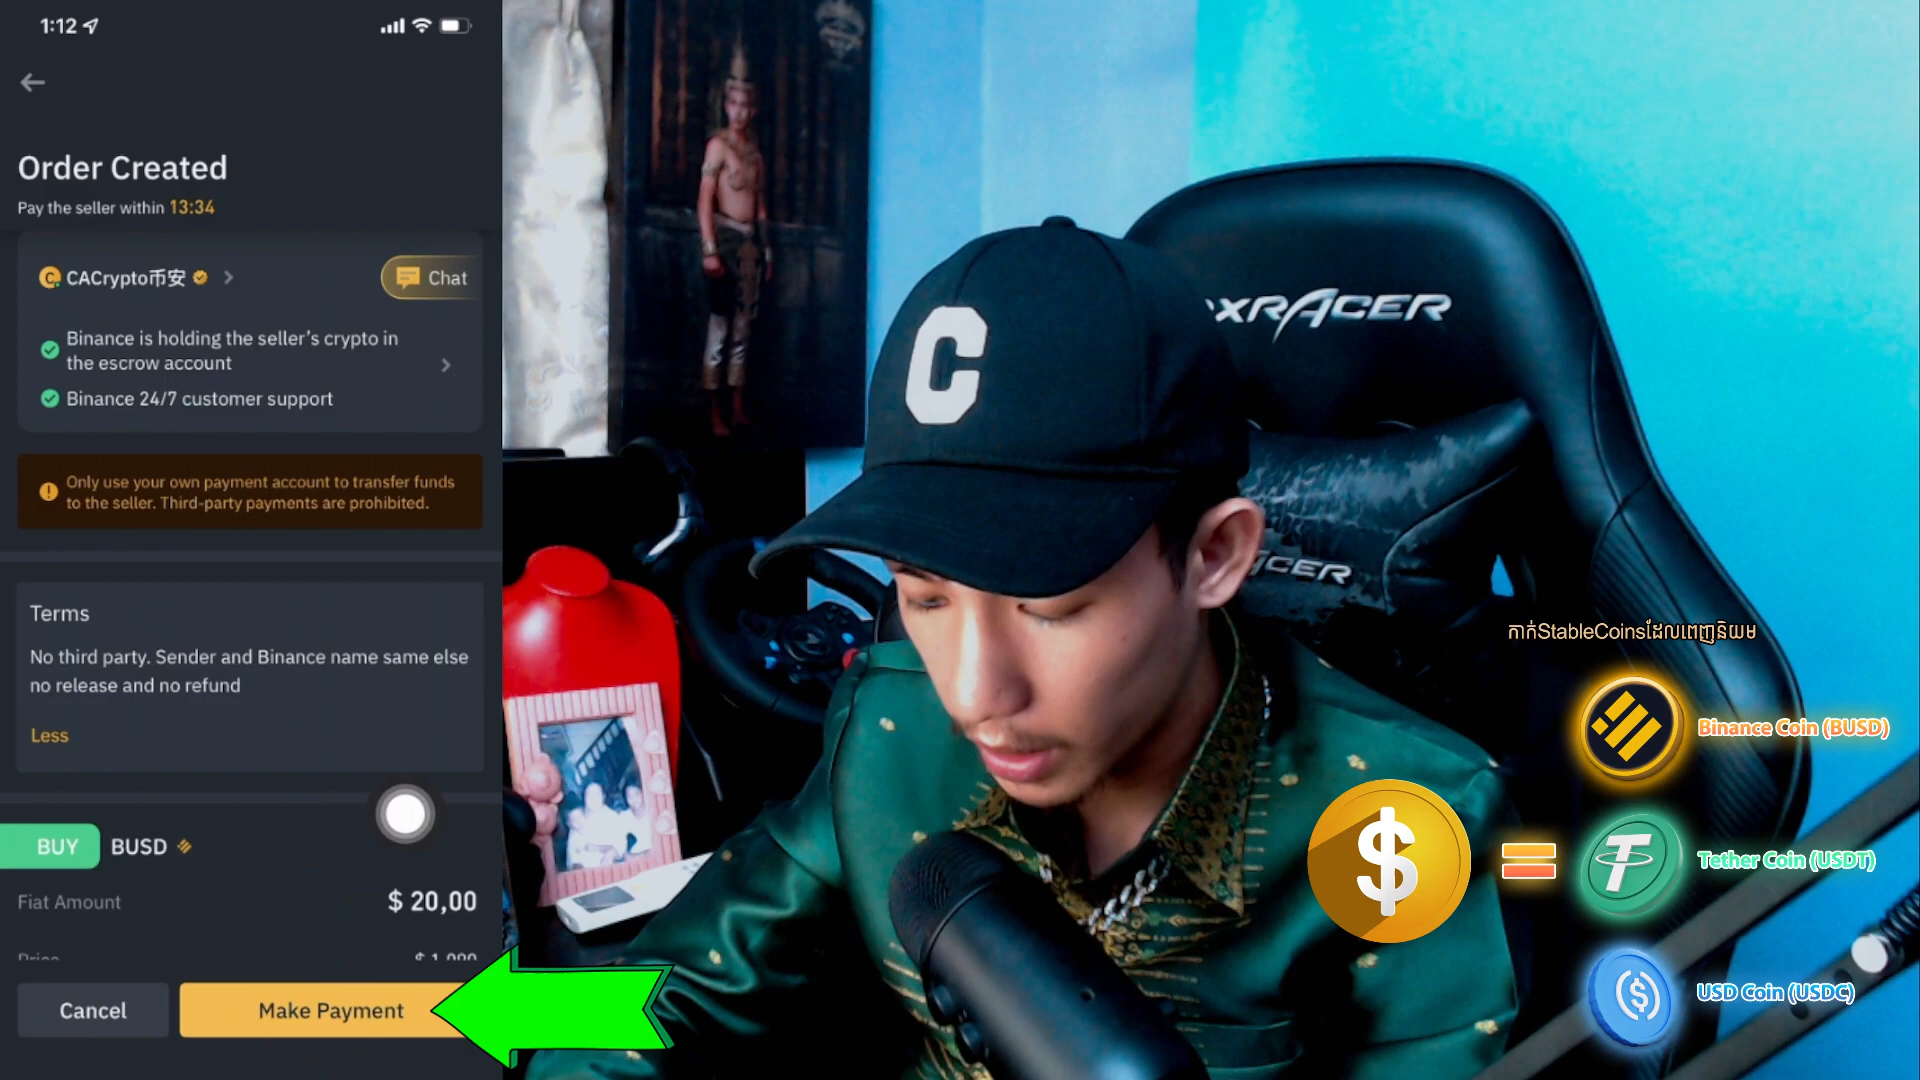 1:12
Order Created
Pay the seller within 13:34
CACrypto币安
Chat
Binance is holding the seller's crypto in
the escrow account
Binance 24/7 customer support
Only use your own payment account to transfer funds
to the seller. Third-party payments are prohibited.
Terms
No third party. Sender and Binance name same else
no release and no refund
Less
BUY BUSD
Fiat Amount
$ 20,00
Price
Cancel
Make Payment
C
XRACER
CER
កាក់StableCoinsដែលពេញនិយម
Binance Coin (BUSD)
Tether Coin (USDT)
USD Coin (USDC)